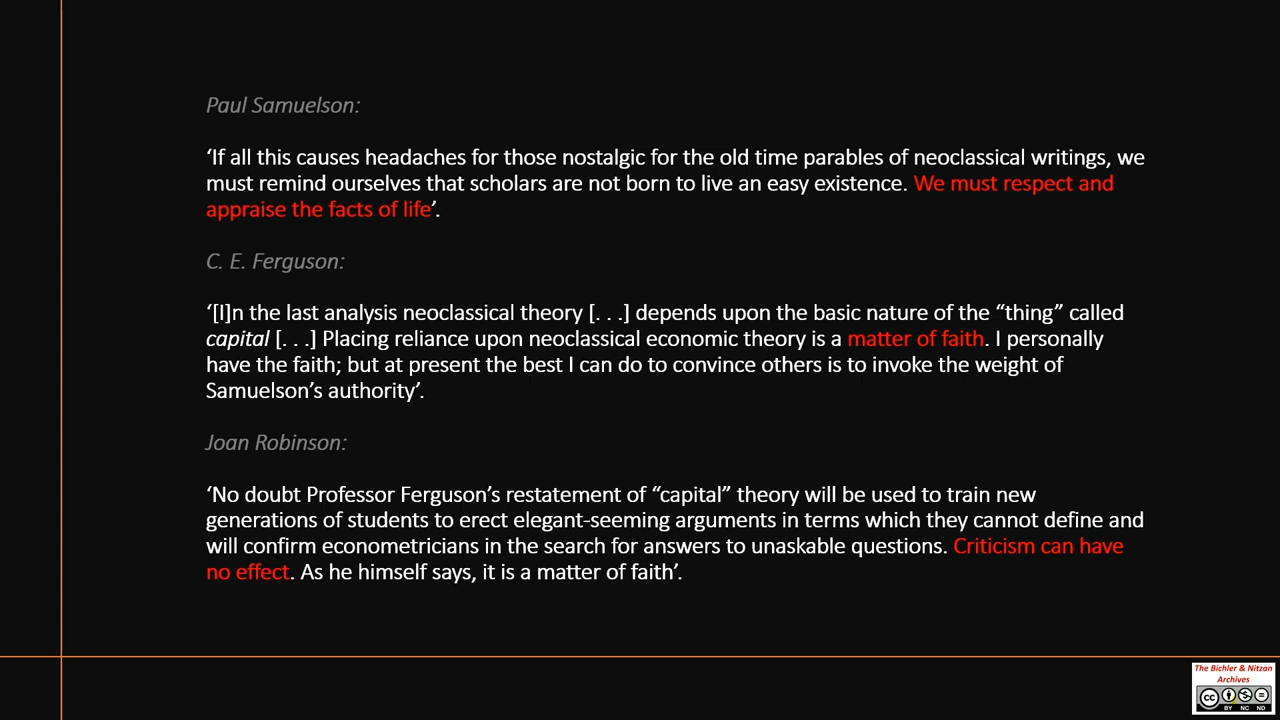 Paul Samuelson:
‘If all this causes headaches for those nostalgic for the old time parables of neoclassical writings, we
must remind ourselves that scholars are not born to live an easy existence. We must respect and
appraise the facts of life’.
C. E. Ferguson:
‘[I]n the last analysis neoclassical theory [. . .] depends upon the basic nature of the “thing” called
capital [. . .] Placing reliance upon neoclassical economic theory is a matter of faith. I personally
have the faith; but at present the best I can do to convince others is to invoke the weight of
Samuelson’s authority’.
Joan Robinson:
‘No doubt Professor Ferguson’s restatement of “capital” theory will be used to train new
generations of students to erect elegant-seeming arguments in terms which they cannot define and
will confirm econometricians in the search for answers to unaskable questions. Criticism can have
no effect. As he himself says, it is a matter of faith’.
The Bichler & Nitzan
Archives
cc
BY NC ND